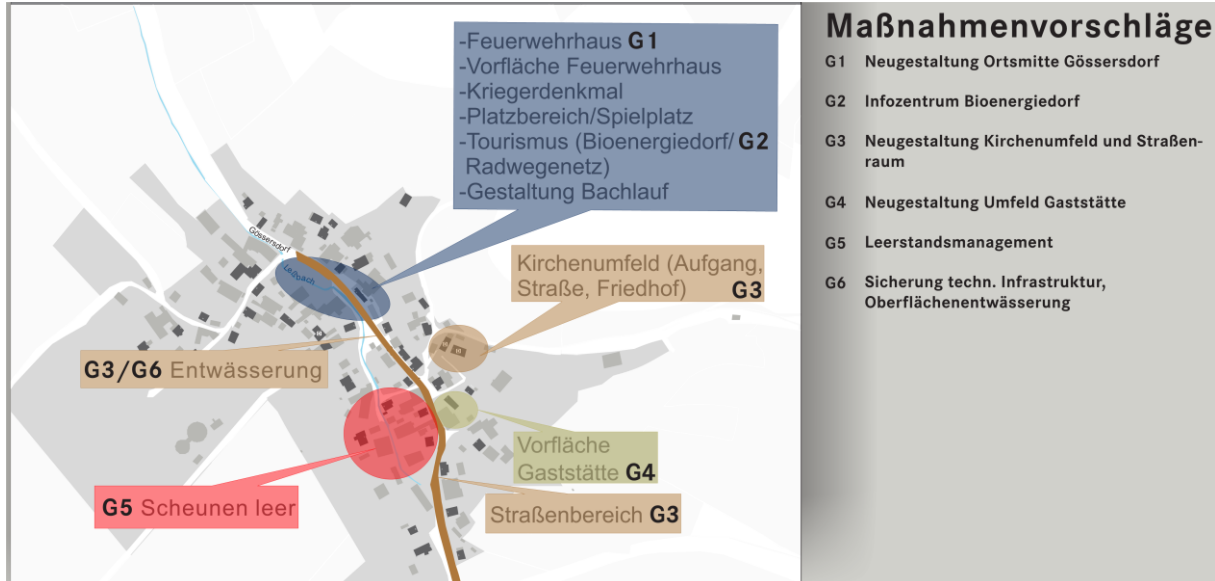 -Feuerwehrhaus G1
-Vorfläche Feuerwehrhaus
-Kriegerdenkmal
-Platzbereich/Spielplatz
-Tourismus (Bioenergiedorf/ G2
Radwegenetz)
-Gestaltung Bachlauf
Gössersdorf
Leßbach
Kirchenumfeld (Aufgang,
Straße, Friedhof) G3
G3/G6 Entwässerung
Vorfläche
Gaststätte G4
G5 Scheunen leer
Straßenbereich G3
Maßnahmenvorschläge
G1 Neugestaltung Ortsmitte Gössersdorf
G2 Infozentrum Bioenergiedorf
G3 Neugestaltung Kirchenumfeld und Straßen-
raum
G4 Neugestaltung Umfeld Gaststätte
G5 Leerstandsmanagement
G6 Sicherung techn. Infrastruktur,
Oberflächenentwässerung